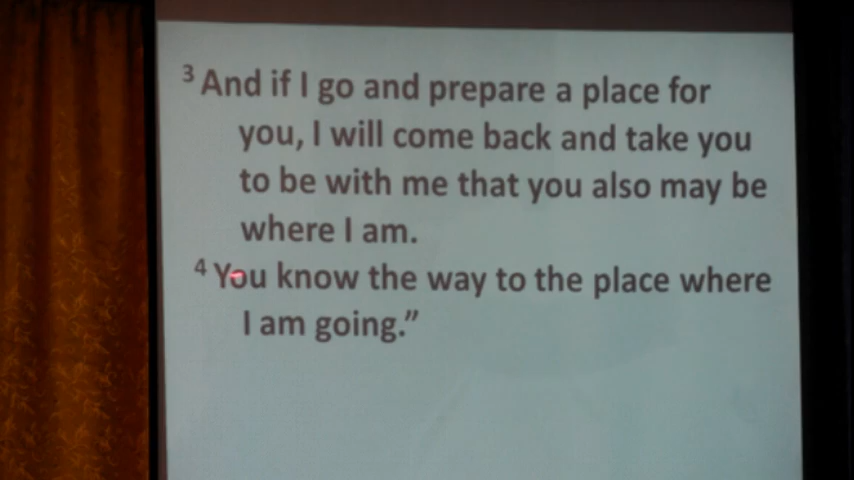 ³ And if I go and prepare a place for
you, I will come back and take you
to be with me that you also may be
where I am.
⁴ You know the way to the place where
I am going.”